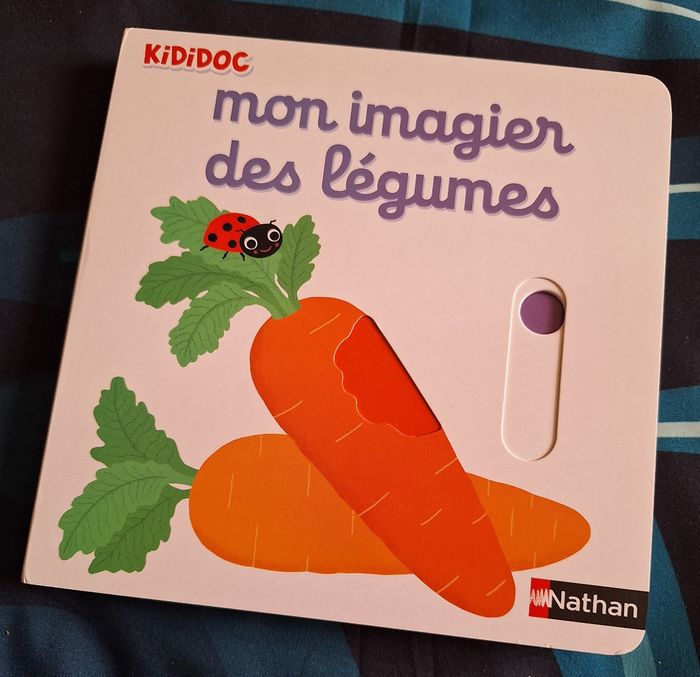 KiDiDOC
mon imagier
des légumes
Nathan